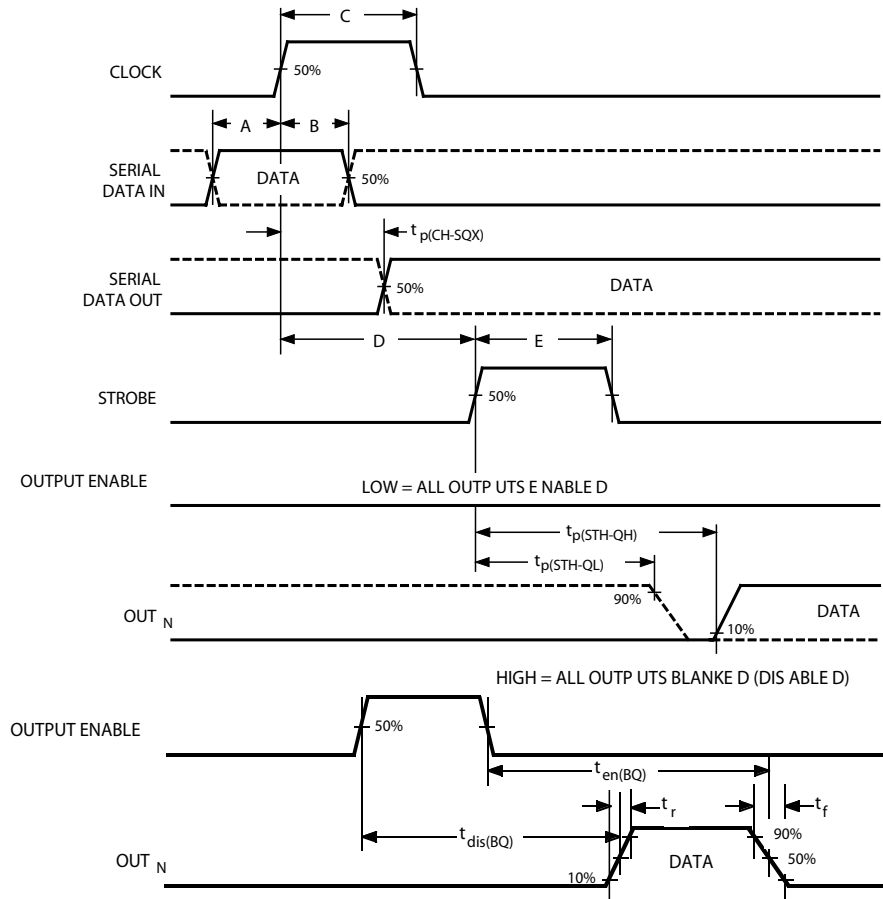 C
CLOCK
50%
A
B
SERIAL
DATA IN
DATA
50%
t p(CH-SQX)
SERIAL
DATA OUT
50%
DATA
D
E
STROBE
50%
OUTPUT ENABLE
LOW = ALL OUTP UTS E NABLE D
t p(STH-QH)
t p(STH-QL)
90%
DATA
OUT N
10%
HIGH = ALL OUTP UTS BLANKE D (DIS ABLE D)
OUTPUT ENABLE
50%
t en(BQ)
t r
t f
t dis(BQ)
90%
OUT N
DATA
50%
10%